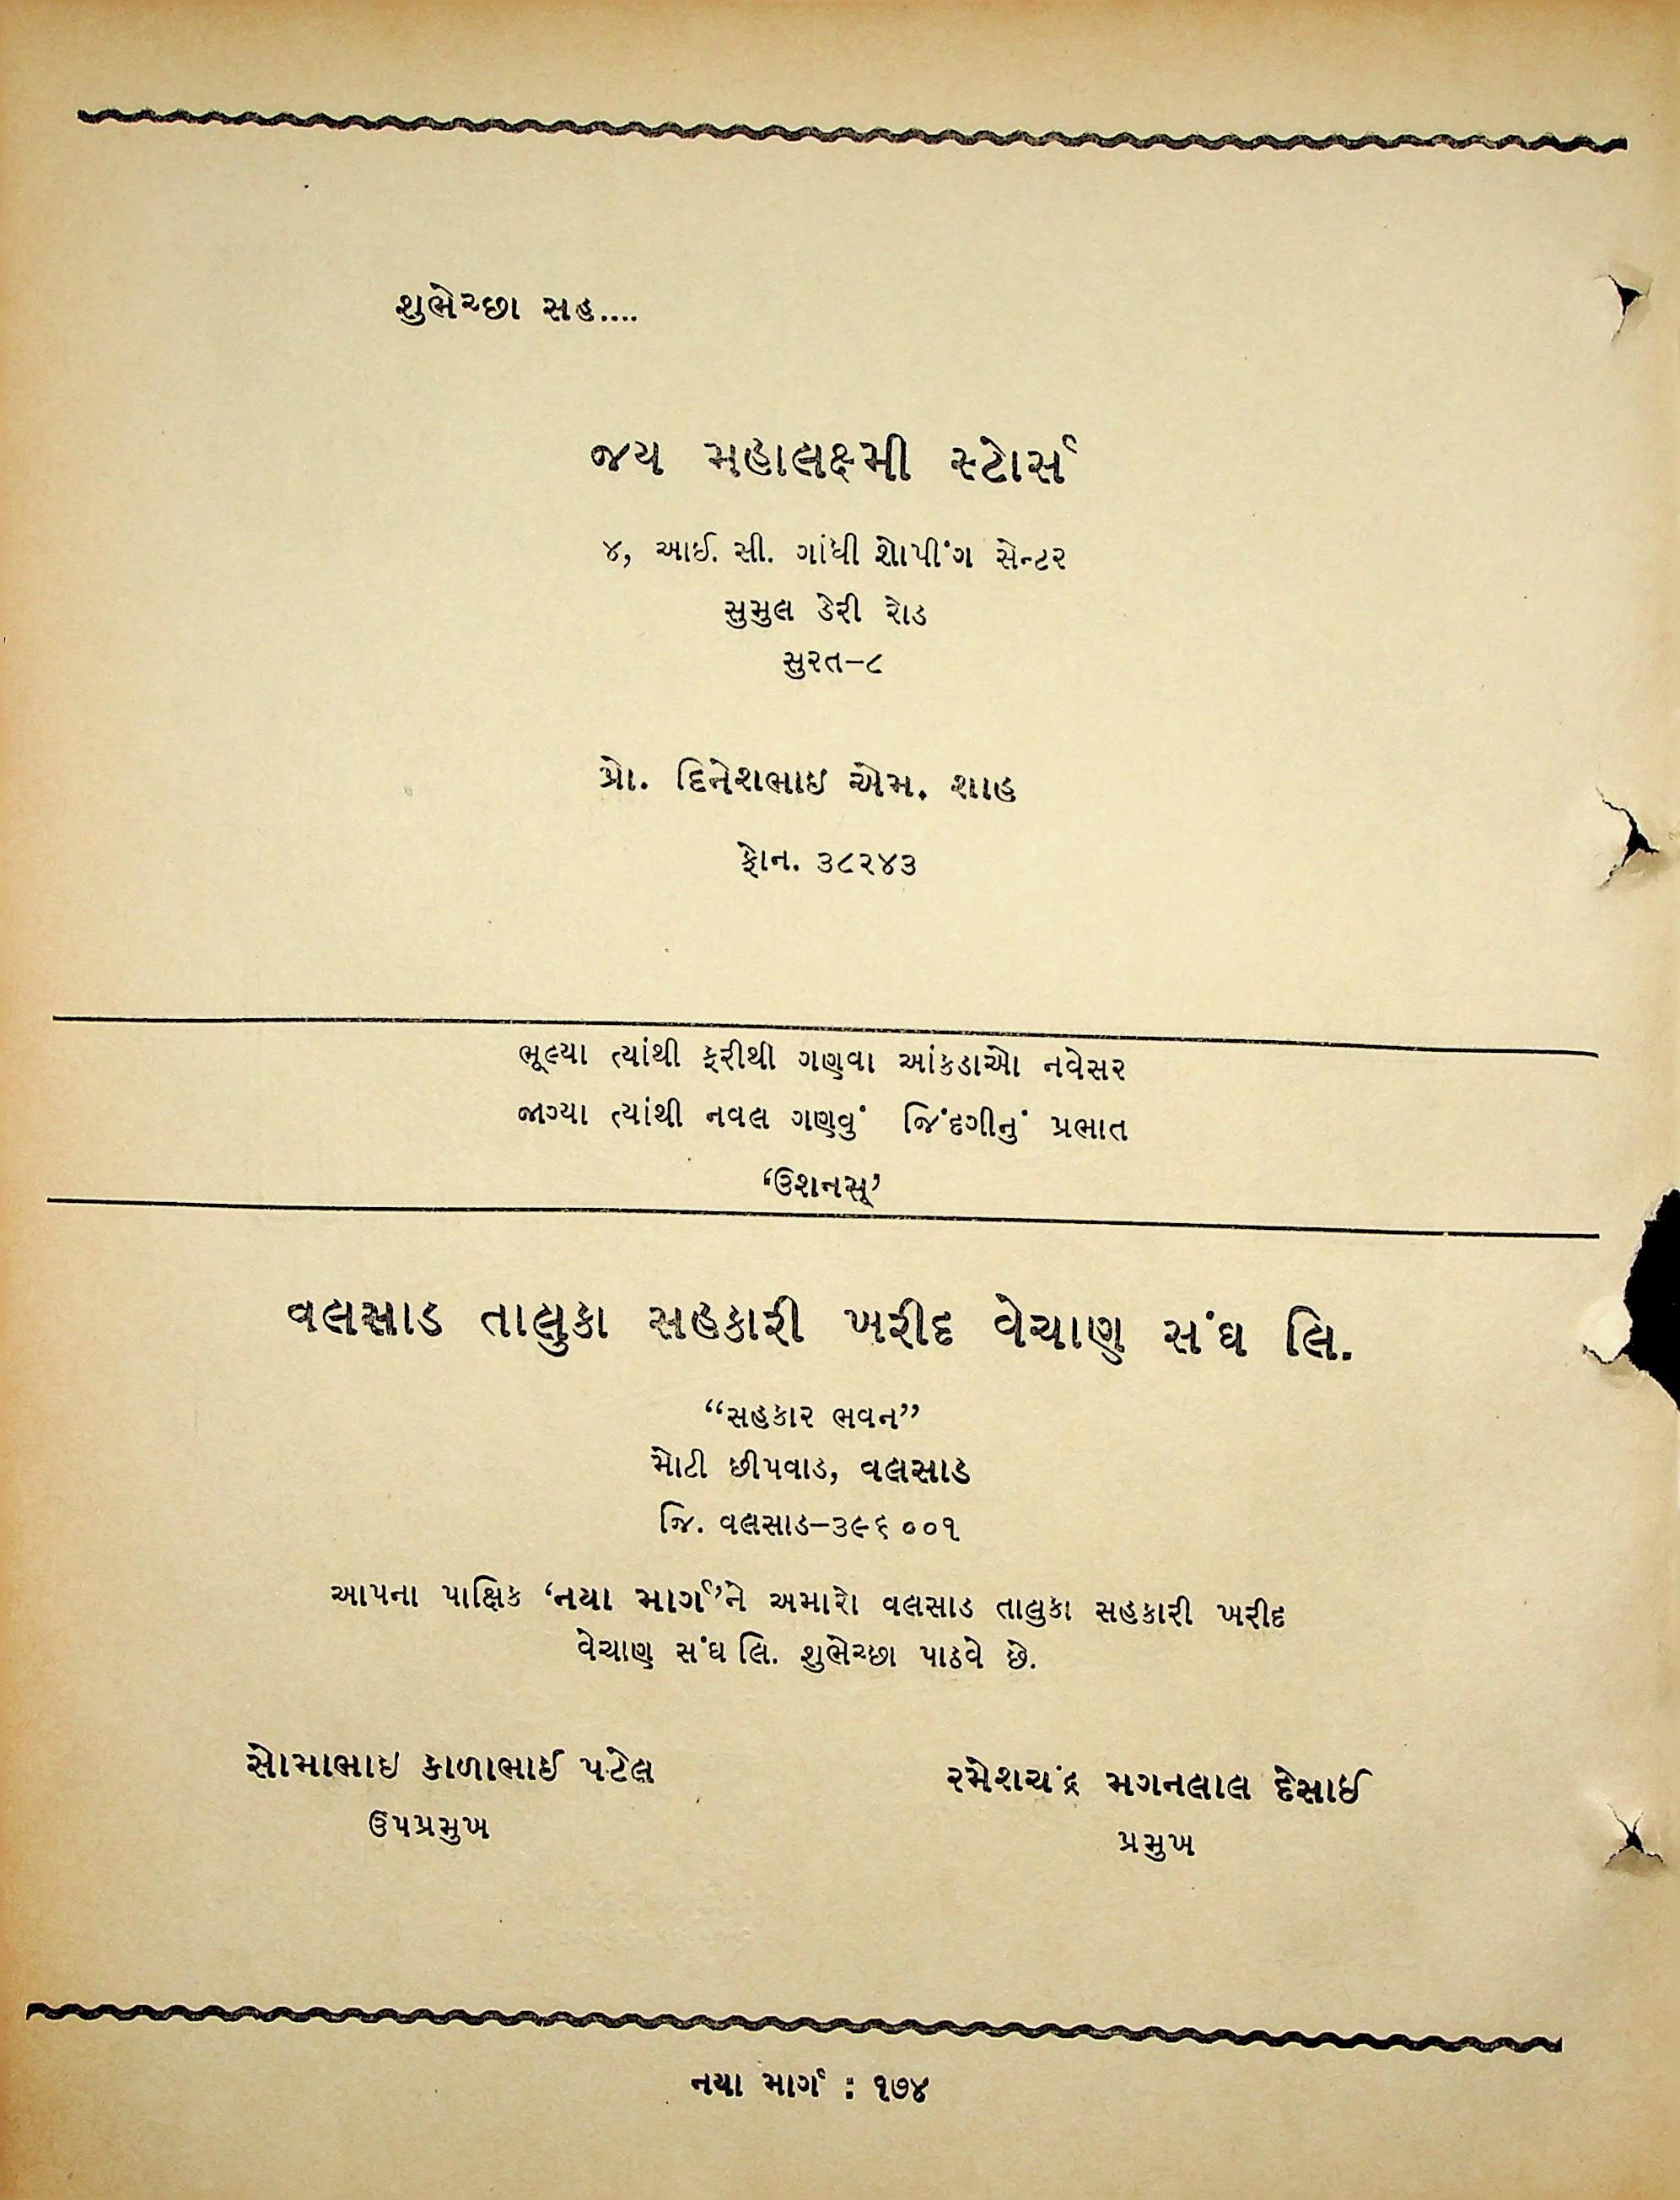 શુભેચ્છા સહ....
જય મહાલક્ષ્મી સ્ટોર્સ
૪, આઈ. સી. ગાંધી શોપીંગ સેન્ટર
સુમુલ ડેરી રોડ
સુરત–૮
પ્રો. દિનેશભાઇ એમ. શાહ
ફોન. ૩૮૨૪૩
ભૂલ્યા ત્યાંથી ફરીથી ગણવા આંકડાઓ નવેસર
જાગ્યા ત્યાંથી નવલ ગણવું જિંદગીનું પ્રભાત
‘ઉશનસ્’
વલસાડ તાલુકા સહકારી ખરીદ વેચાણ સંઘ લિ.
“સહકાર ભવન”
મોટી છીપવાડ, વલસાડ
જિ. વલસાડ–૩૯૬૦૦૧
આપના પાક્ષિક ‘નયા માર્ગ’ને અમારો વલસાડ તાલુકા સહકારી ખરીદ
વેચાણ સંઘ લિ. શુભેચ્છા પાઠવે છે.
સોમાભાઇ કાળાભાઈ પટેલ
ઉપપ્રમુખ
રમેશચંદ્ર મગનલાલ દેસાઈ
પ્રમુખ
નયા માર્ગ : ૧૭૪